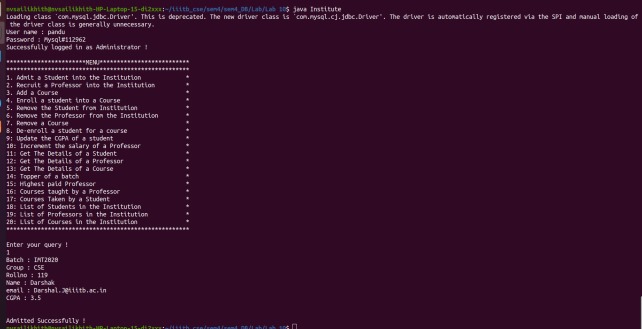 nvsailikhith@nvsailikhith-HP-Laptop-15-di2xxx:~/iiitb_cse/sem4/sem4_DB/Lab/Lab 10$ java Institute
Loading class `com.mysql.jdbc.Driver'. This is deprecated. The new driver class is `com.mysql.cj.jdbc.Driver'. The driver is automatically registered via the SPI and manual loading of
the driver class is generally unnecessary.
User name : pandu
Password : Mysql#112962
Successfully logged in as Administrator !
**************************MENU****************************
**********************************************************
1. Admit a Student into the Institution *
2. Recruit a Professor into the Institution *
3. Add a Course *
4. Enroll a student into a Course *
5. Remove the Student from Institution *
6. Remove the Professor from the Institution *
7. Remove a Course *
8. De-enroll a student for a course *
9: Update the CGPA of a student *
10: Increment the salary of a Professor *
11: Get The Details of a Student *
12: Get The Details of a Professor *
13: Get The Details of a Course *
14: Topper of a batch *
15: Highest paid Professor *
16: Courses taught by a Professor *
17: Courses Taken by a Student *
18: List of Students in the Institution *
19: List of Professors in the Institution *
20: List of Courses in the Institution *
**********************************************************
Enter your query !
1
Batch : IMT2020
Group : CSE
Rollno : 119
Name : Darshak
email : Darshal.J@iiitb.ac.in
CGPA : 3.5
Admitted Successfully !
nvsailikhith@nvsailikhith-HP-Laptop-15-di2xxx:~/iiitb_cse/sem4/sem4_DB/Lab/Lab 10$